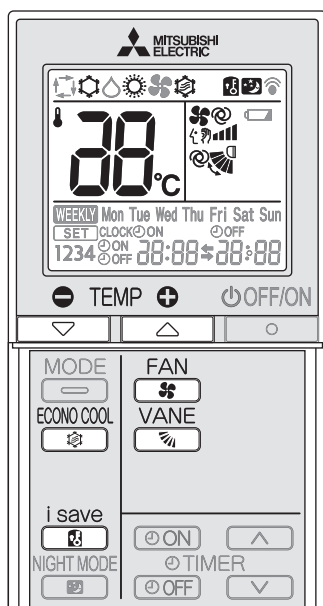 MITSUBISHI
ELECTRIC
88°C
WEEKLY Mon Tue Wed Thu Fri Sat Sun
SET CLOCK ON OFF
1234 ON OFF 88:88 88:88
TEMP OFF/ON
MODE FAN
ECONO COOL VANE
i save
ON
NIGHT MODE TIMER
OFF